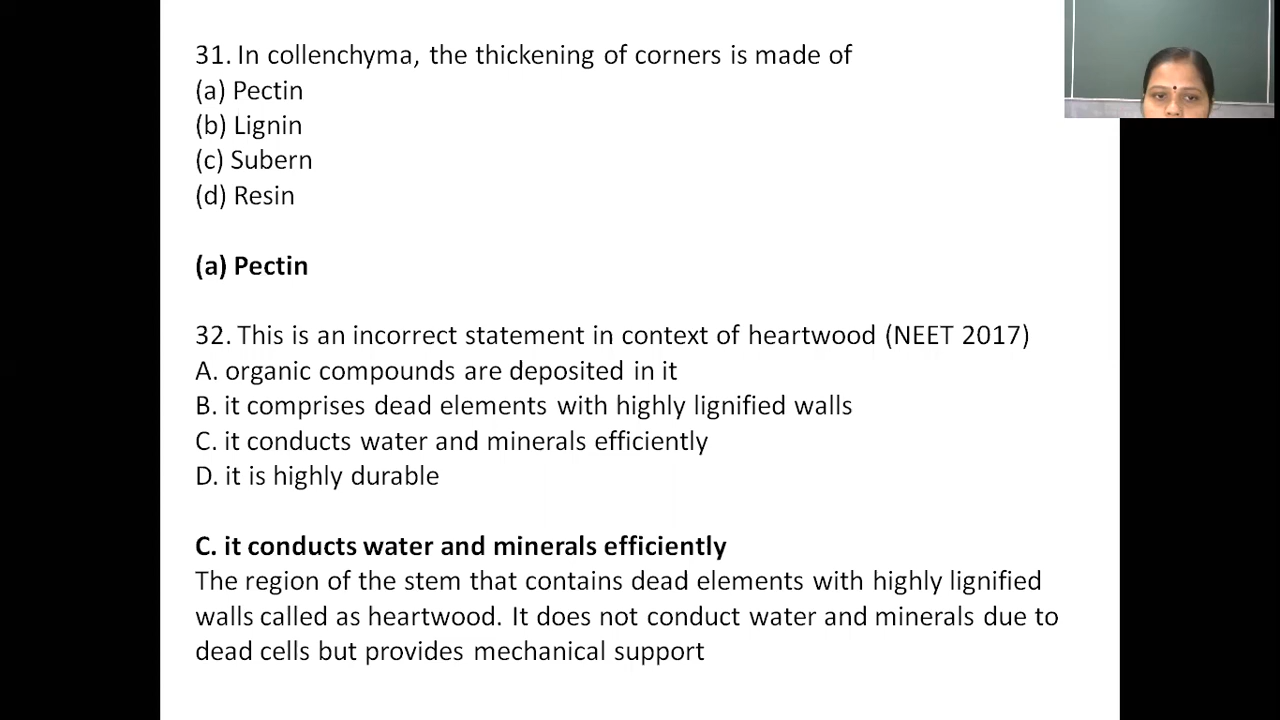 31. In collenchyma, the thickening of corners is made of
(a) Pectin
(b) Lignin
(c) Subern
(d) Resin
(a) Pectin
32. This is an incorrect statement in context of heartwood (NEET 2017)
A. organic compounds are deposited in it
B. it comprises dead elements with highly lignified walls
C. it conducts water and minerals efficiently
D. it is highly durable
C. it conducts water and minerals efficiently
The region of the stem that contains dead elements with highly lignified
walls called as heartwood. It does not conduct water and minerals due to
dead cells but provides mechanical support